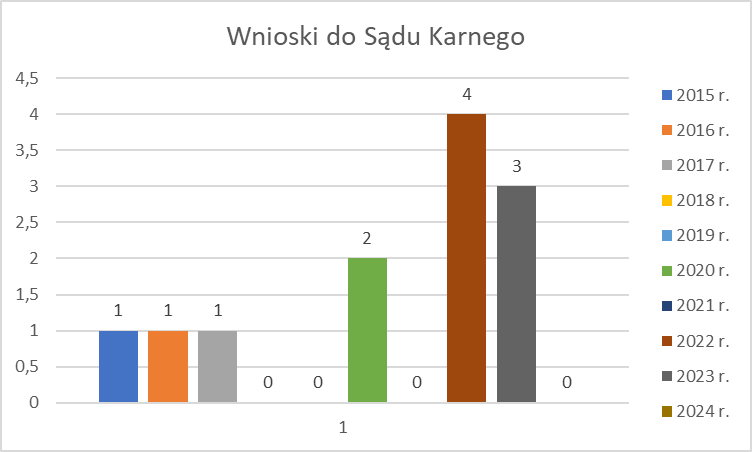 Wnioski do Sądu Karnego
4,5
4
3,5
3
2,5
2
1,5
1
0,5
0
1
1
1
0
0
2
0
4
3
0
1
2015 r.
2016 r.
2017 r.
2018 r.
2019 r.
2020 r.
2021 r.
2022 r.
2023 r.
2024 r.